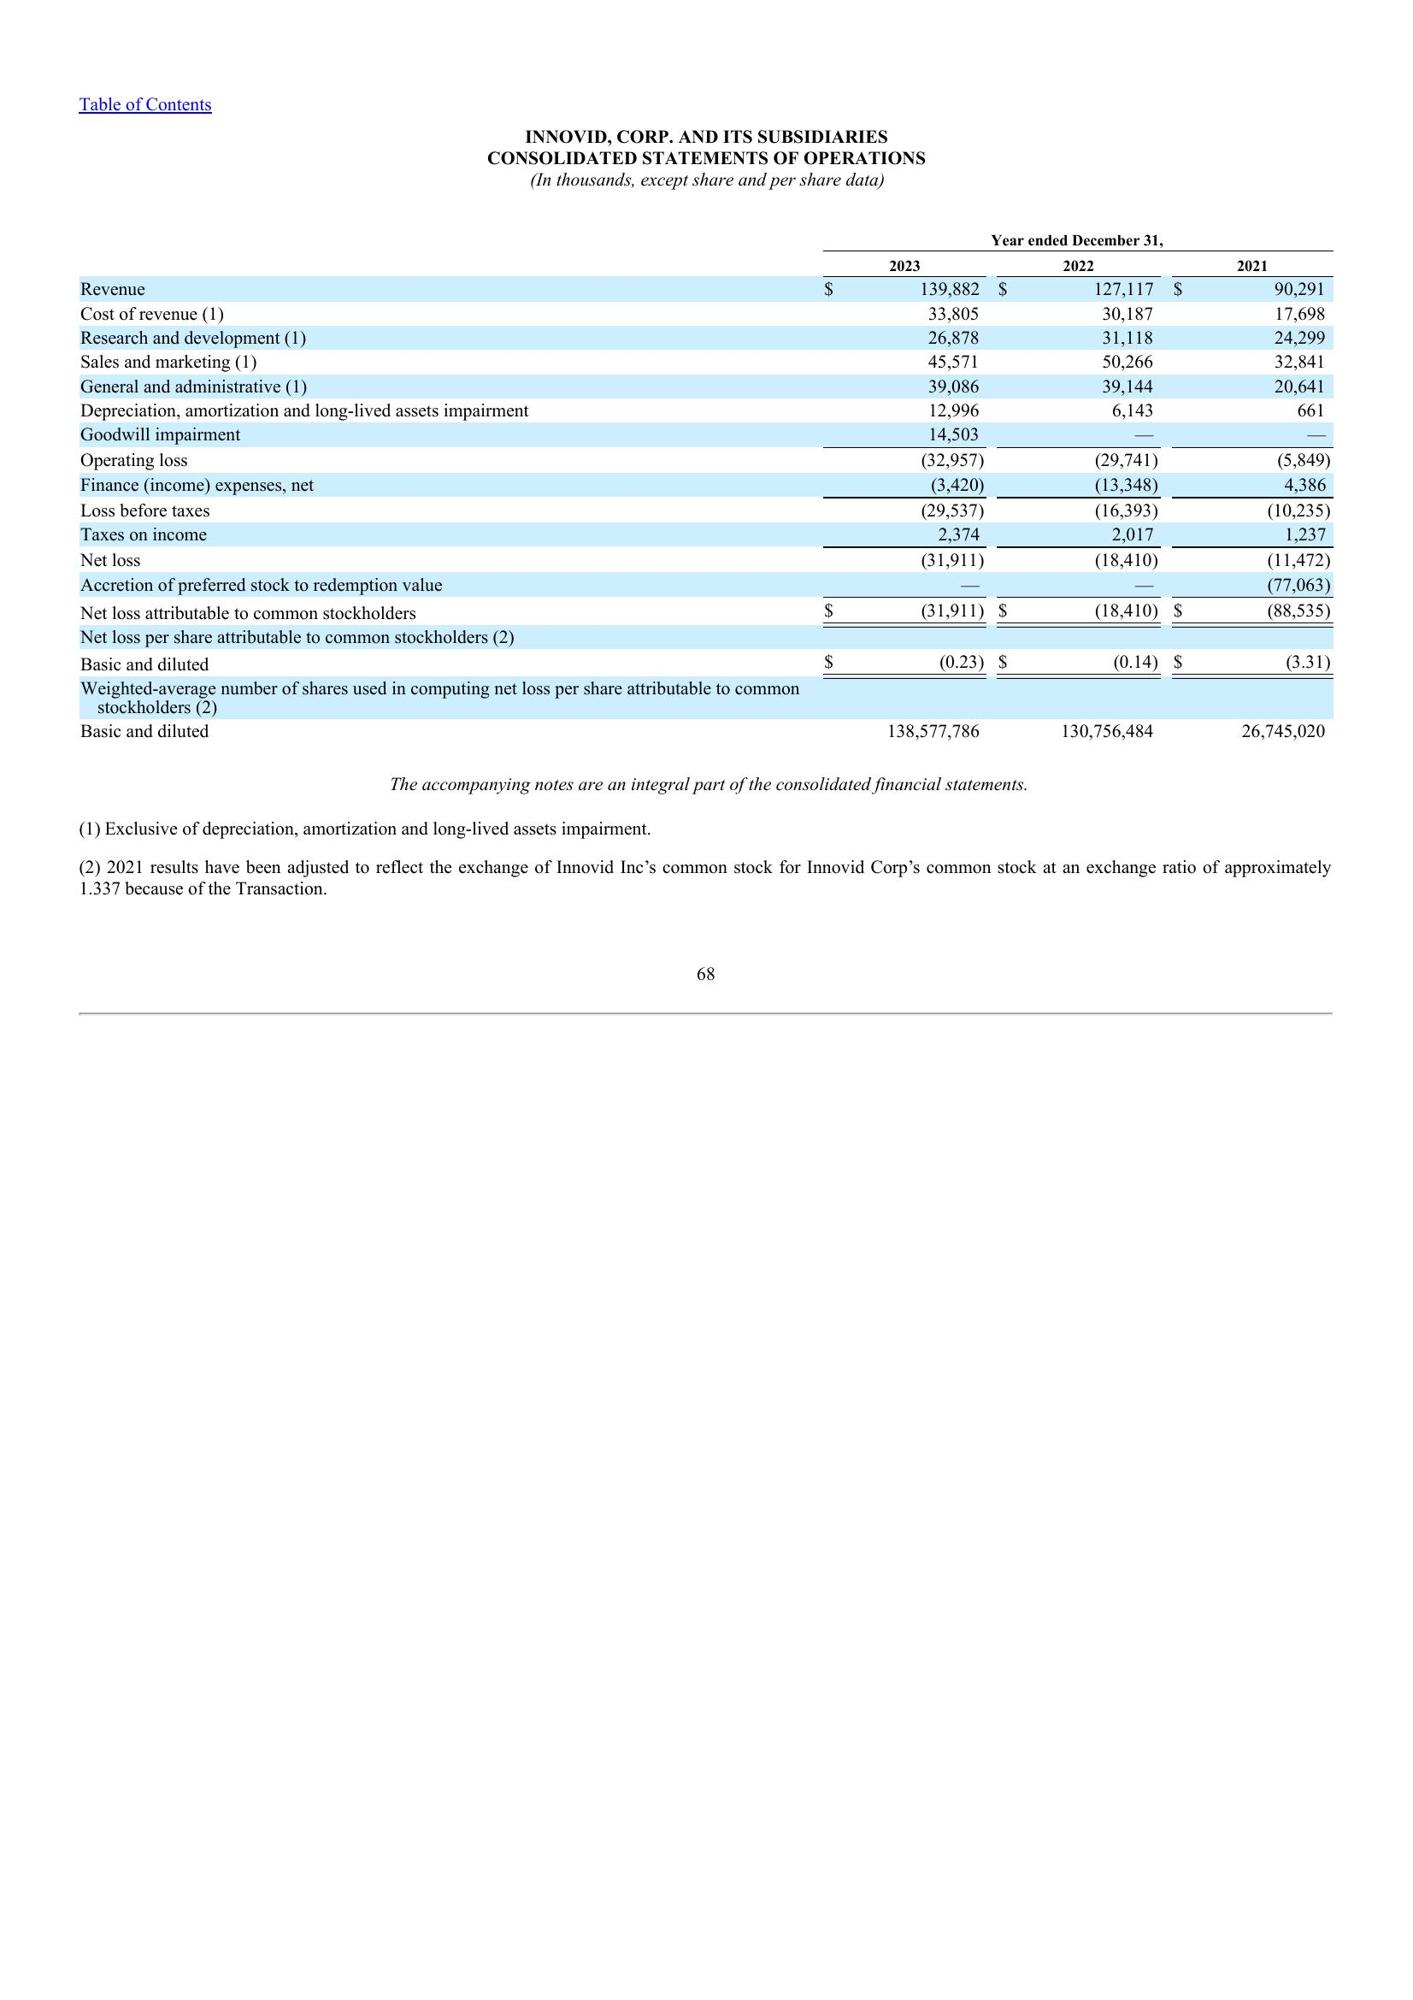 Table of Contents
INNOVID, CORP. AND ITS SUBSIDIARIES
CONSOLIDATED STATEMENTS OF OPERATIONS
(In thousands, except share and per share data)
Year ended December 31,
2023 2022 2021
Revenue $ 139,882 $ 127,117 $ 90,291
Cost of revenue (1) 33,805 30,187 17,698
Research and development (1) 26,878 31,118 24,299
Sales and marketing (1) 45,571 50,266 32,841
General and administrative (1) 39,086 39,144 20,641
Depreciation, amortization and long-lived assets impairment 12,996 6,143 661
Goodwill impairment 14,503 — —
Operating loss (32,957) (29,741) (5,849)
Finance (income) expenses, net (3,420) (13,348) 4,386
Loss before taxes (29,537) (16,393) (10,235)
Taxes on income 2,374 2,017 1,237
Net loss (31,911) (18,410) (11,472)
Accretion of preferred stock to redemption value — — (77,063)
Net loss attributable to common stockholders $ (31,911) $ (18,410) $ (88,535)
Net loss per share attributable to common stockholders (2)
Basic and diluted $ (0.23) $ (0.14) $ (3.31)
Weighted-average number of shares used in computing net loss per share attributable to common
stockholders (2)
Basic and diluted 138,577,786 130,756,484 26,745,020
The accompanying notes are an integral part of the consolidated financial statements.
(1) Exclusive of depreciation, amortization and long-lived assets impairment.
(2) 2021 results have been adjusted to reflect the exchange of Innovid Inc’s common stock for Innovid Corp’s common stock at an exchange ratio of approximately
1.337 because of the Transaction.
68